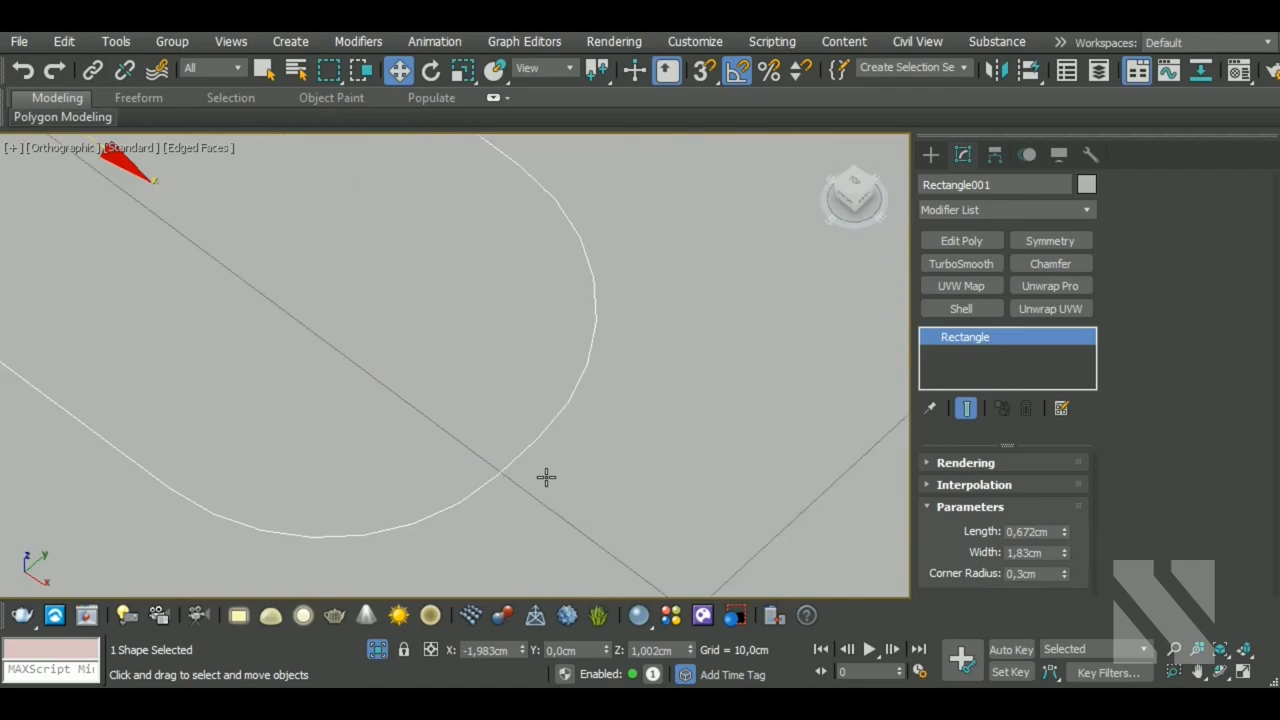 File Edit Tools Group Views Create Modifiers Animation Graph Editors Rendering Customize Scripting Content Civil View Substance Workspaces: Default
All View Create Selection Se
Modeling Freeform Selection Object Paint Populate
Polygon Modeling
[+] [Orthographic] [Standard] [Edged Faces]
Rectangle001
Modifier List
Edit Poly Symmetry
TurboSmooth Chamfer
UVW Map Unwrap Pro
Shell Unwrap UVW
Rectangle
Rendering
Interpolation
Parameters
Length: 0,672cm
Width: 1,83cm
Corner Radius: 0,3cm
z y x
1 Shape Selected X: -1,983cm Y: 0,0cm Z: 1,002cm Grid = 10,0cm Auto Key Selected
MAXScript Mi Click and drag to select and move objects Enabled: 1 Add Time Tag 0 Set Key Key Filters...